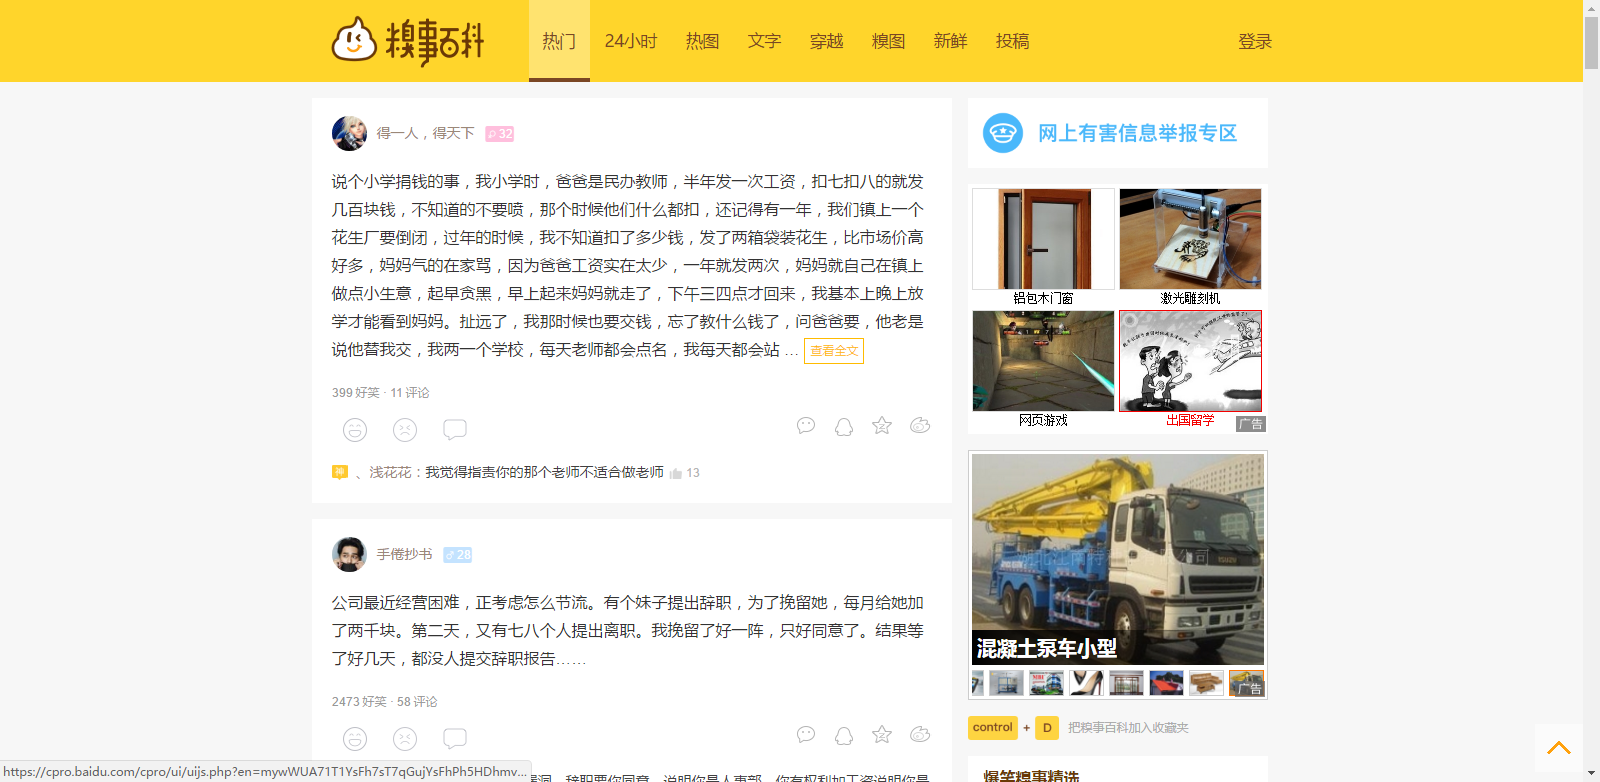 糗事百科
热门 24小时 热图 文字 穿越 糗图 新鲜 投稿 登录
得一人，得天下 32
说个小学捐钱的事，我小学时，爸爸是民办教师，半年发一次工资，扣七扣八的就发
几百块钱，不知道的不要喷，那个时候他们什么都扣，还记得有一年，我们镇上一个
花生厂要倒闭，过年的时候，我不知道扣了多少钱，发了两箱袋装花生，比市场价高
好多，妈妈气的在家骂，因为爸爸工资实在太少，一年就发两次，妈妈就自己在镇上
做点小生意，起早贪黑，早上起来妈妈就走了，下午三四点才回来，我基本上晚上放
学才能看到妈妈。扯远了，我那时候也要交钱，忘了教什么钱了，问爸爸要，他老是
说他替我交，我两一个学校，每天老师都会点名，我每天都会站 … 查看全文
399 好笑 · 11 评论
神 、浅花花：我觉得指责你的那个老师不适合做老师 13
手倦抄书 28
公司最近经营困难，正考虑怎么节流。有个妹子提出辞职，为了挽留她，每月给她加
了两千块。第二天，又有七八个人提出离职。我挽留了好一阵，只好同意了。结果等
了好几天，都没人提交辞职报告……
2473 好笑 · 58 评论
网上有害信息举报专区
铝包木门窗 激光雕刻机
网页游戏 出国留学 广告
混凝土泵车小型
广告
control + D 把糗事百科加入收藏夹
爆笑糗事精选
https://cpro.baidu.com/cpro/ui/uijs.php?en=mywWUA71T1YsFh7sT7qGujYsFhPh5HDhmv...